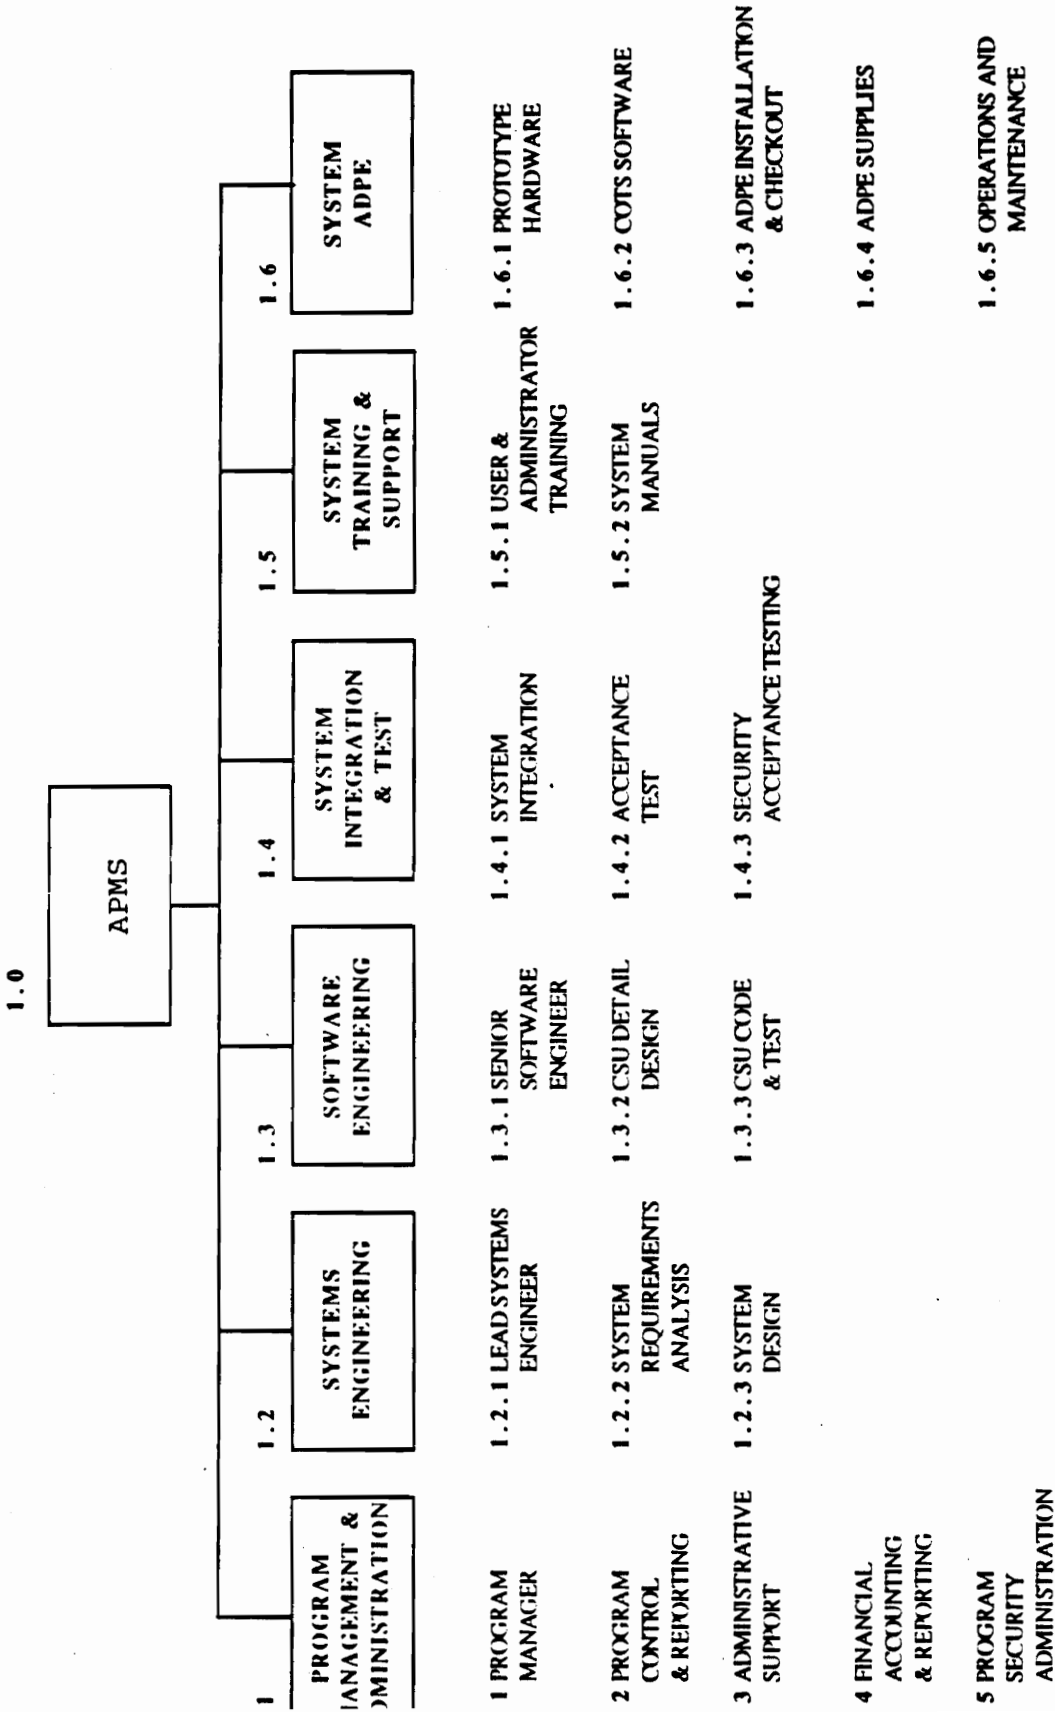 1.0
APMS
1
PROGRAM
IANAGEMENT &
DMINISTRATION
1 PROGRAM
MANAGER
2 PROGRAM
CONTROL
& REPORTING
3 ADMINISTRATIVE
SUPPORT
4 FINANCIAL
ACCOUNTING
& REPORTING
5 PROGRAM
SECURITY
ADMINISTRATION
1.2
SYSTEMS
ENGINEERING
1.2.1 LEAD SYSTEMS
ENGINEER
1.2.2 SYSTEM
REQUIREMENTS
ANALYSIS
1.2.3 SYSTEM
DESIGN
1.3
SOFTWARE
ENGINEERING
1.3.1 SENIOR
SOFTWARE
ENGINEER
1.3.2 CSU DETAIL
DESIGN
1.3.3 CSU CODE
& TEST
1.4
SYSTEM
INTEGRATION
& TEST
1.4.1 SYSTEM
INTEGRATION
1.4.2 ACCEPTANCE
TEST
1.4.3 SECURITY
ACCEPTANCE TESTING
1.5
SYSTEM
TRAINING &
SUPPORT
1.5.1 USER &
ADMINISTRATOR
TRAINING
1.5.2 SYSTEM
MANUALS
1.6
SYSTEM
ADPE
1.6.1 PROTOTYPE
HARDWARE
1.6.2 COTS SOFTWARE
1.6.3 ADPE INSTALLATION
& CHECKOUT
1.6.4 ADPE SUPPLIES
1.6.5 OPERATIONS AND
MAINTENANCE